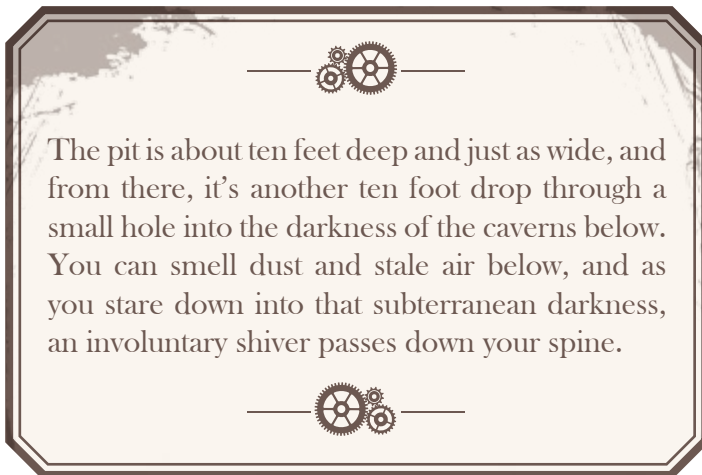 The pit is about ten feet deep and just as wide, and
from there, it’s another ten foot drop through a
small hole into the darkness of the caverns below.
You can smell dust and stale air below, and as
you stare down into that subterranean darkness,
an involuntary shiver passes down your spine.